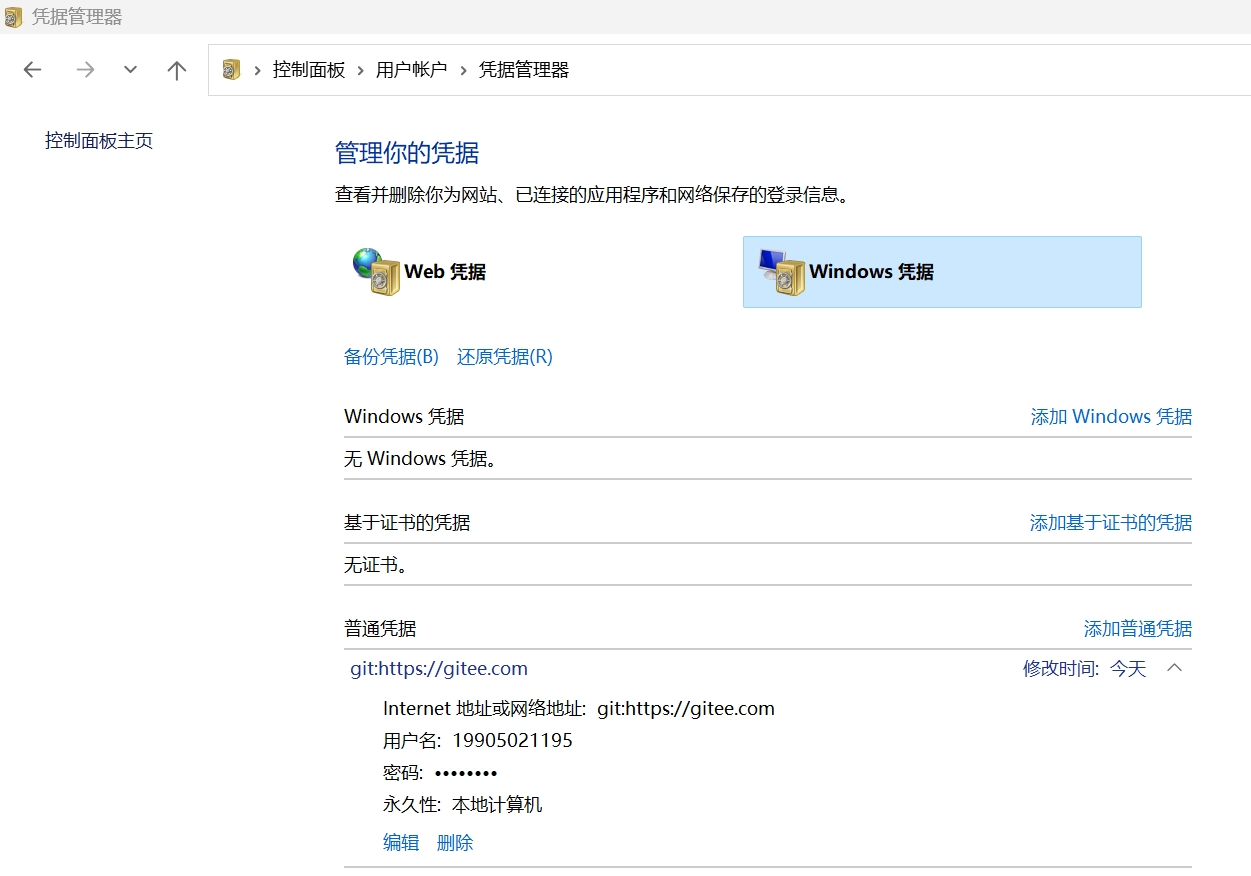 凭据管理器
控制面板 › 用户帐户 › 凭据管理器
控制面板主页
管理你的凭据
查看并删除你为网站、已连接的应用程序和网络保存的登录信息。
Web 凭据 Windows 凭据
备份凭据(B) 还原凭据(R)
Windows 凭据 添加 Windows 凭据
无 Windows 凭据。
基于证书的凭据 添加基于证书的凭据
无证书。
普通凭据 添加普通凭据
git:https://gitee.com 修改时间: 今天
Internet 地址或网络地址: git:https://gitee.com
用户名: 19905021195
密码: ••••••••
永久性: 本地计算机
编辑 删除